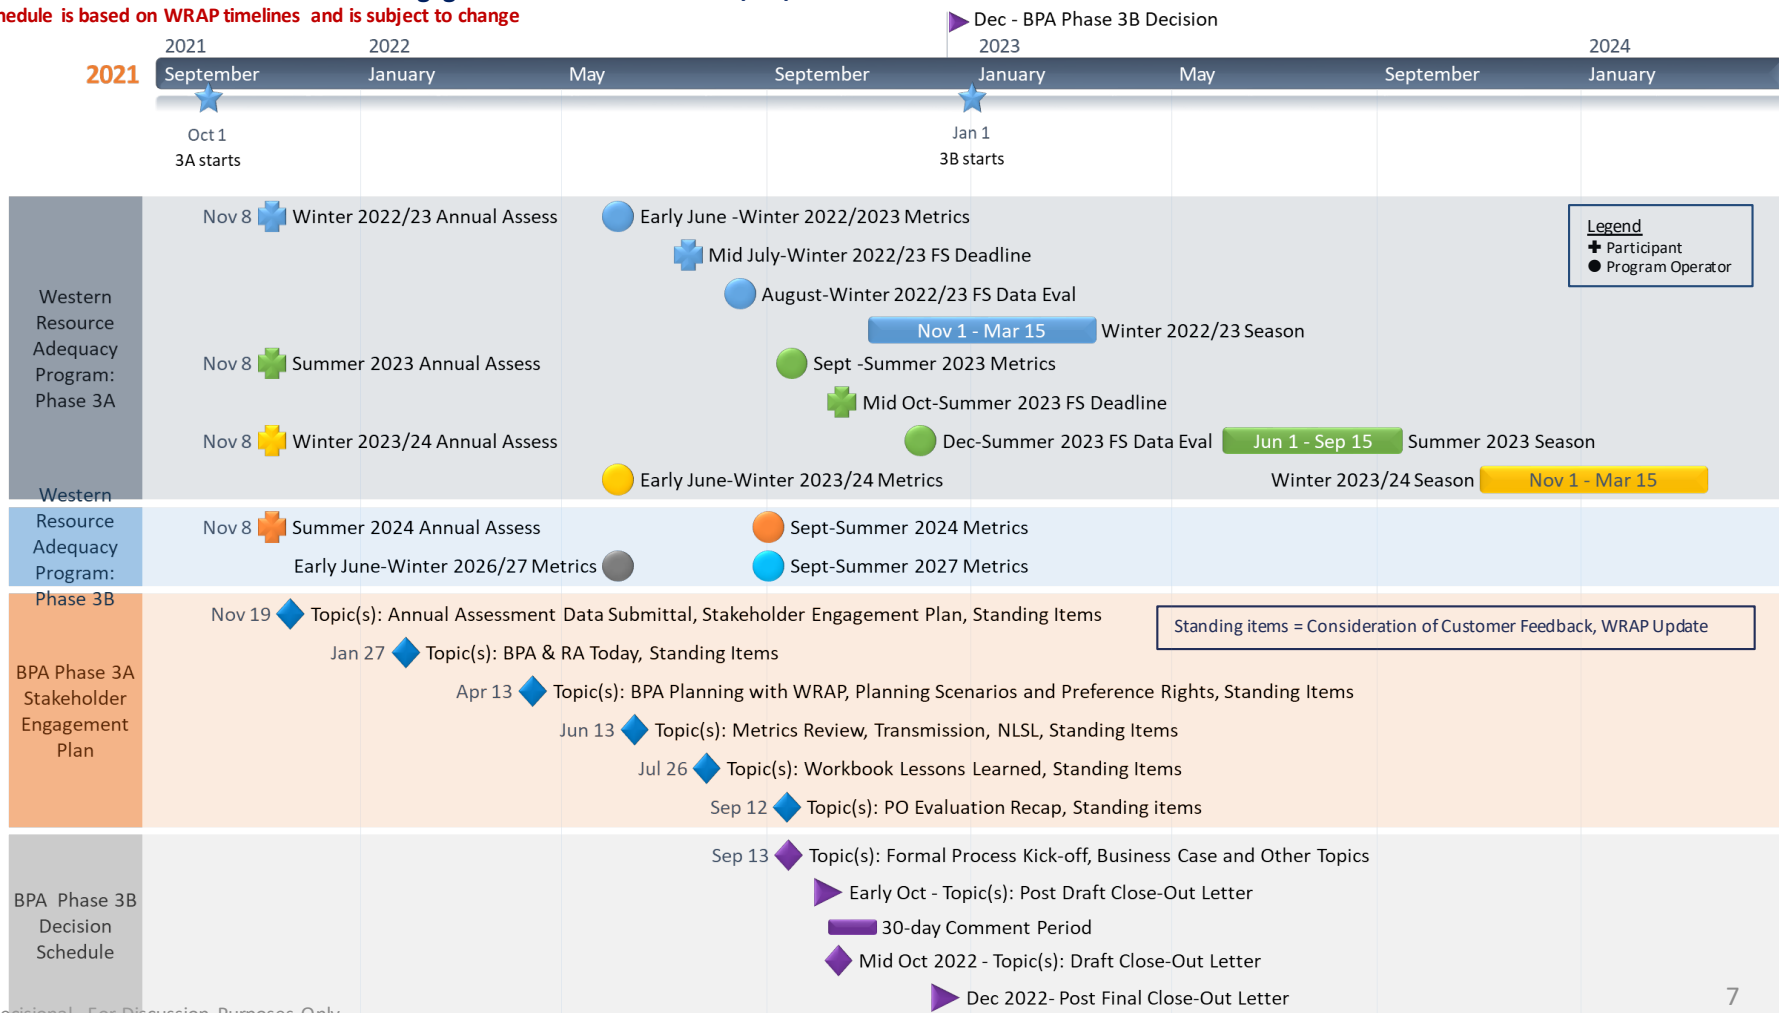 schedule is based on WRAP timelines and is subject to change
Dec - BPA Phase 3B Decision
2021 2022 2023 2024
2021 September January May September January May September January
Oct 1
3A starts
Jan 1
3B starts
Western
Resource
Adequacy
Program:
Phase 3A
Nov 8 Winter 2022/23 Annual Assess
Early June -Winter 2022/2023 Metrics
Mid July-Winter 2022/23 FS Deadline
August-Winter 2022/23 FS Data Eval
Nov 1 - Mar 15 Winter 2022/23 Season
Nov 8 Summer 2023 Annual Assess
Sept -Summer 2023 Metrics
Mid Oct-Summer 2023 FS Deadline
Nov 8 Winter 2023/24 Annual Assess
Dec-Summer 2023 FS Data Eval
Jun 1 - Sep 15 Summer 2023 Season
Early June-Winter 2023/24 Metrics
Winter 2023/24 Season Nov 1 - Mar 15
Legend
Participant
Program Operator
Western
Resource
Adequacy
Program:
Phase 3B
Nov 8 Summer 2024 Annual Assess
Sept-Summer 2024 Metrics
Early June-Winter 2026/27 Metrics
Sept-Summer 2027 Metrics
BPA Phase 3A
Stakeholder
Engagement
Plan
Nov 19 Topic(s): Annual Assessment Data Submittal, Stakeholder Engagement Plan, Standing Items
Standing items = Consideration of Customer Feedback, WRAP Update
Jan 27 Topic(s): BPA & RA Today, Standing Items
Apr 13 Topic(s): BPA Planning with WRAP, Planning Scenarios and Preference Rights, Standing Items
Jun 13 Topic(s): Metrics Review, Transmission, NLSL, Standing Items
Jul 26 Topic(s): Workbook Lessons Learned, Standing Items
Sep 12 Topic(s): PO Evaluation Recap, Standing items
BPA Phase 3B
Decision
Schedule
Sep 13 Topic(s): Formal Process Kick-off, Business Case and Other Topics
Early Oct - Topic(s): Post Draft Close-Out Letter
30-day Comment Period
Mid Oct 2022 - Topic(s): Draft Close-Out Letter
Dec 2022- Post Final Close-Out Letter
7